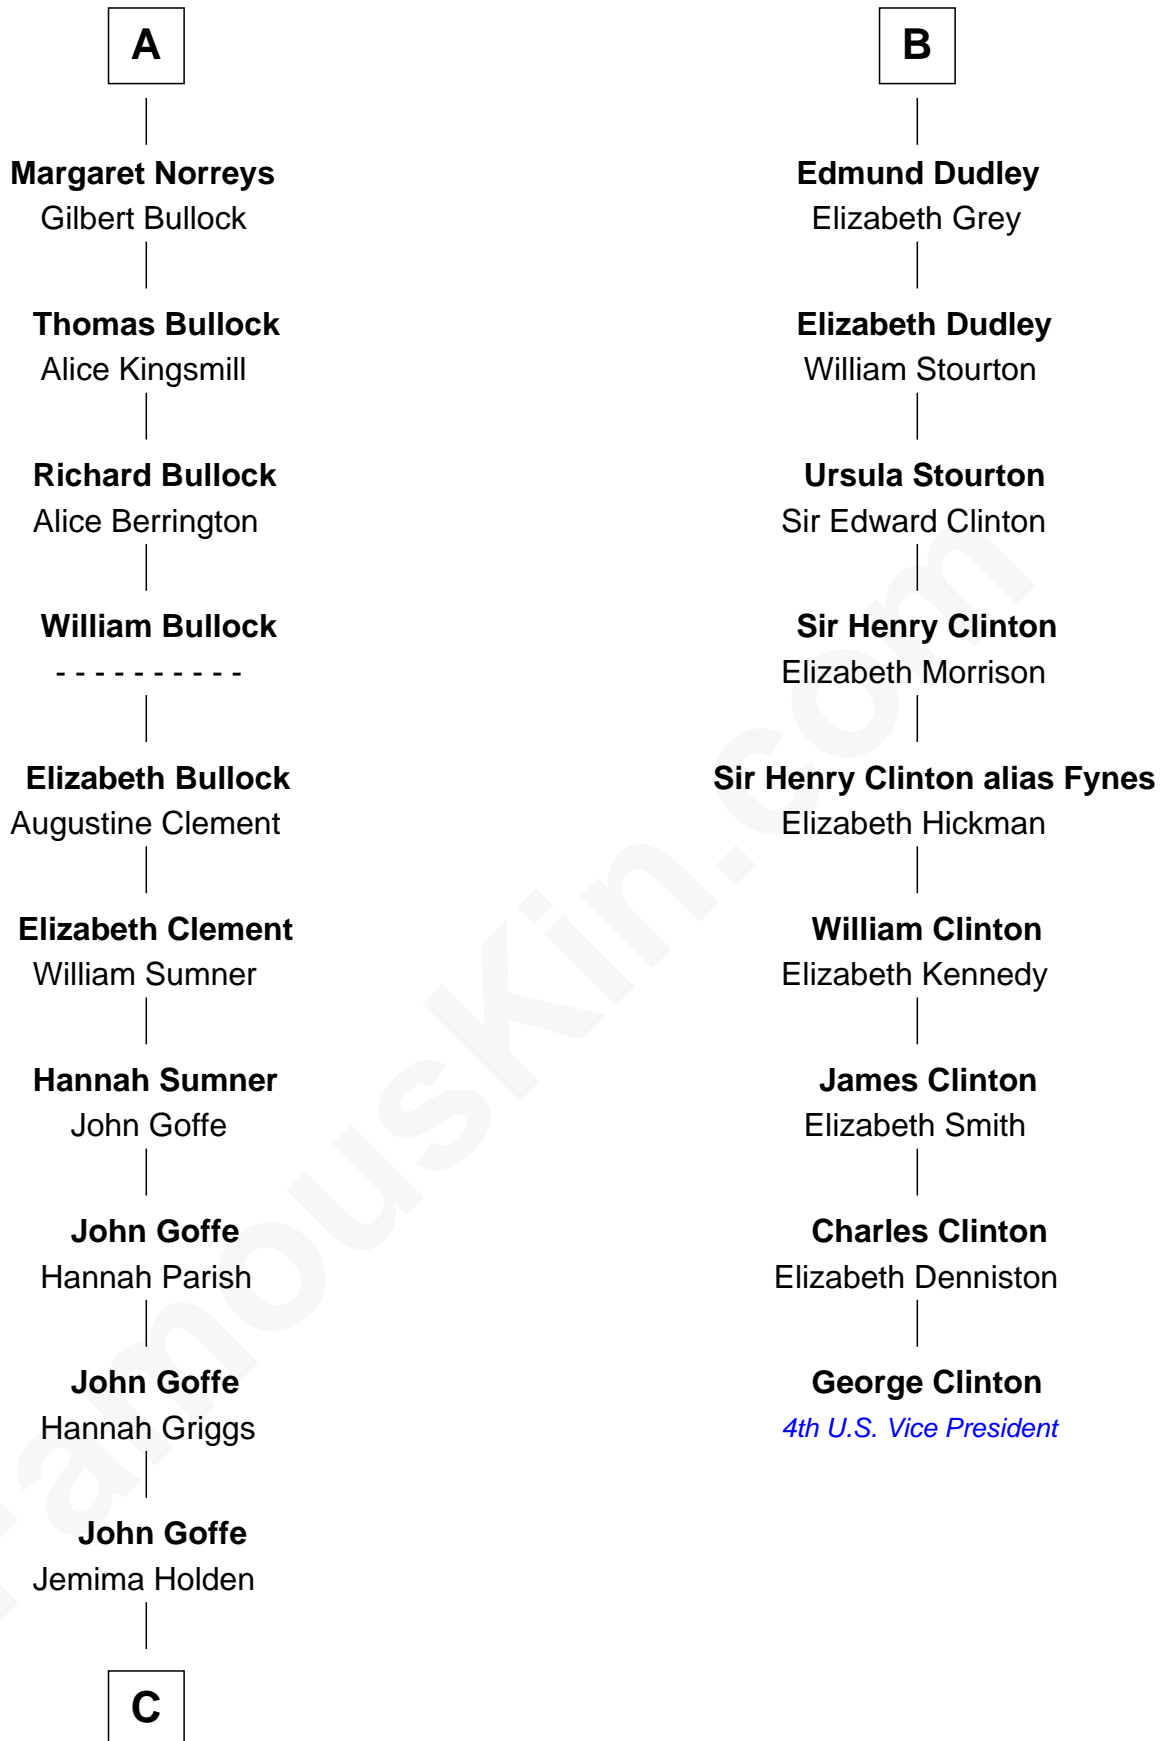 A
Margaret Norreys
Gilbert Bullock
Thomas Bullock
Alice Kingsmill
Richard Bullock
Alice Berrington
William Bullock
- - - - - - - - - -
Elizabeth Bullock
Augustine Clement
Elizabeth Clement
William Sumner
Hannah Sumner
John Goffe
John Goffe
Hannah Parish
John Goffe
Hannah Griggs
John Goffe
Jemima Holden
C
B
Edmund Dudley
Elizabeth Grey
Elizabeth Dudley
William Stourton
Ursula Stourton
Sir Edward Clinton
Sir Henry Clinton
Elizabeth Morrison
Sir Henry Clinton alias Fynes
Elizabeth Hickman
William Clinton
Elizabeth Kennedy
James Clinton
Elizabeth Smith
Charles Clinton
Elizabeth Denniston
George Clinton
4th U.S. Vice President
FamousKin.com